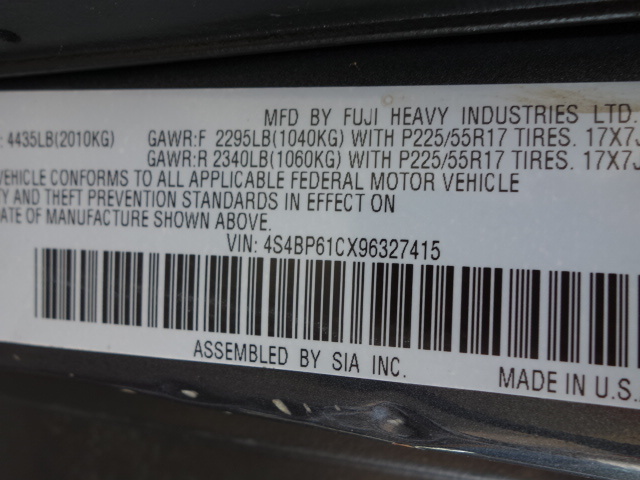 MFD BY FUJI HEAVY INDUSTRIES LTD.
: 4435LB(2010KG) GAWR:F 2295LB(1040KG) WITH P225/55R17 TIRES. 17X7J
GAWR:R 2340LB(1060KG) WITH P225/55R17 TIRES. 17X7J
VEHICLE CONFORMS TO ALL APPLICABLE FEDERAL MOTOR VEHICLE
TY AND THEFT PREVENTION STANDARDS IN EFFECT ON
DATE OF MANUFACTURE SHOWN ABOVE.
VIN: 4S4BP61CX96327415
ASSEMBLED BY SIA INC.
MADE IN U.S.